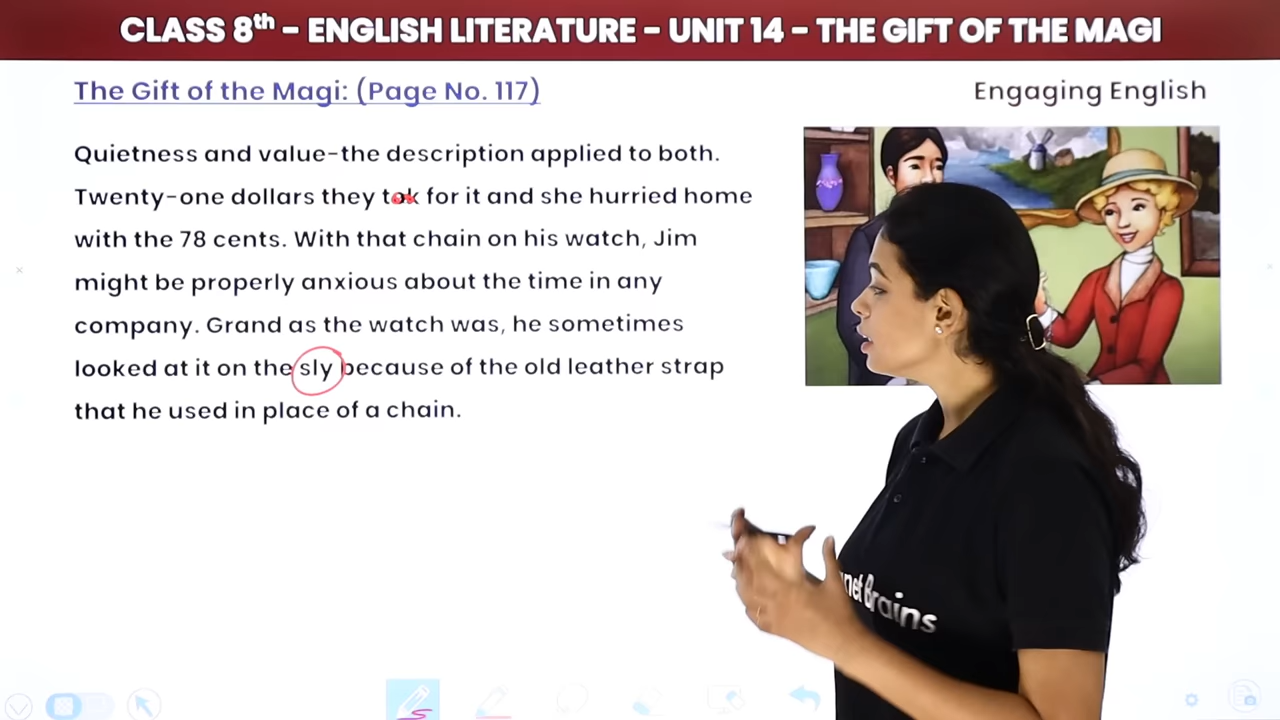 CLASS 8th - ENGLISH LITERATURE - UNIT 14 - THE GIFT OF THE MAGI
The Gift of the Magi: (Page No. 117)
Engaging English
Quietness and value-the description applied to both.
Twenty-one dollars they tok for it and she hurried home
with the 78 cents. With that chain on his watch, Jim
might be properly anxious about the time in any
company. Grand as the watch was, he sometimes
looked at it on the sly because of the old leather strap
that he used in place of a chain.
Brains